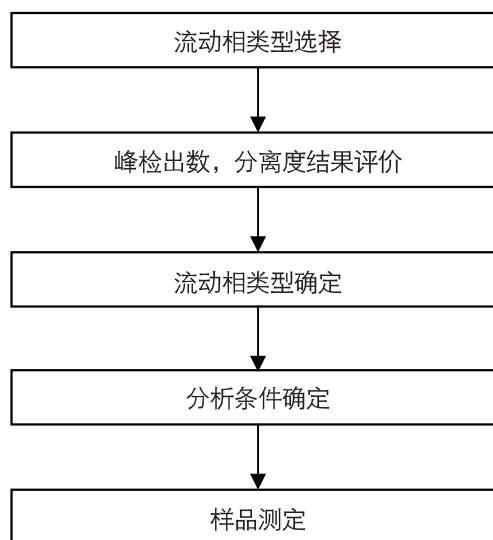 流动相类型选择
峰检出数，分离度结果评价
流动相类型确定
分析条件确定
样品测定